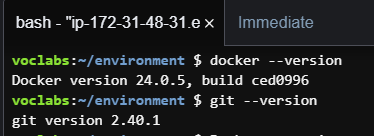 bash - "ip-172-31-48-31.e ×
Immediate
voclabs:~/environment $ docker --version
Docker version 24.0.5, build ced0996
voclabs:~/environment $ git --version
git version 2.40.1